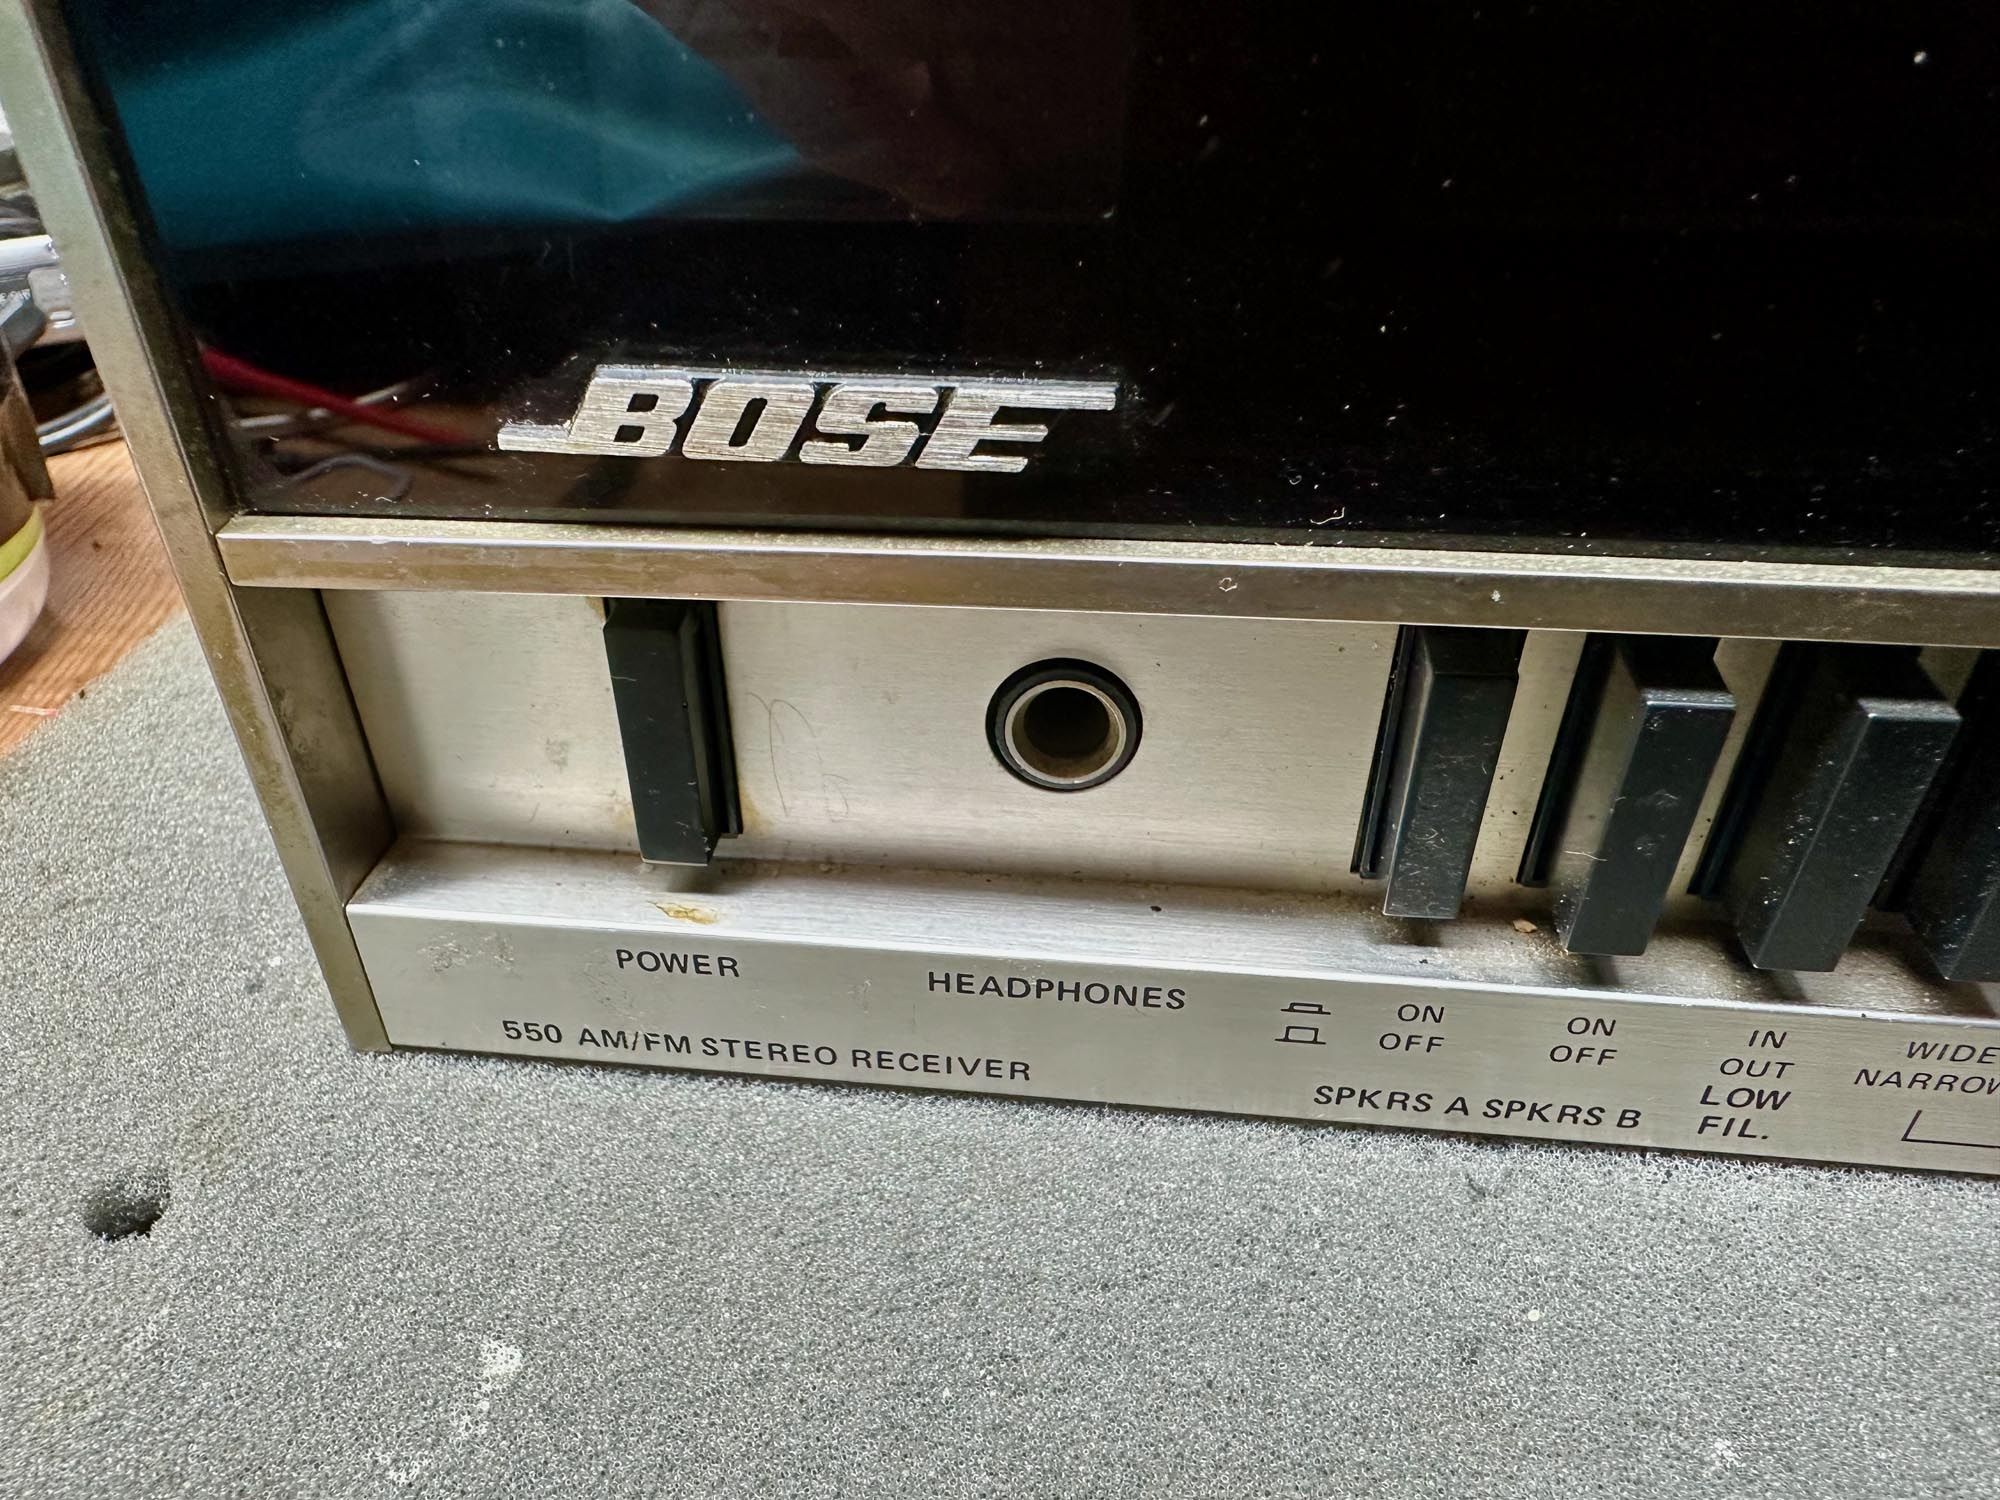 BOSE
POWER
HEADPHONES
550 AM/FM STEREO RECEIVER
ON
OFF
SPKRS A
ON
OFF
SPKRS B
IN
OUT
LOW
FIL.
WIDE